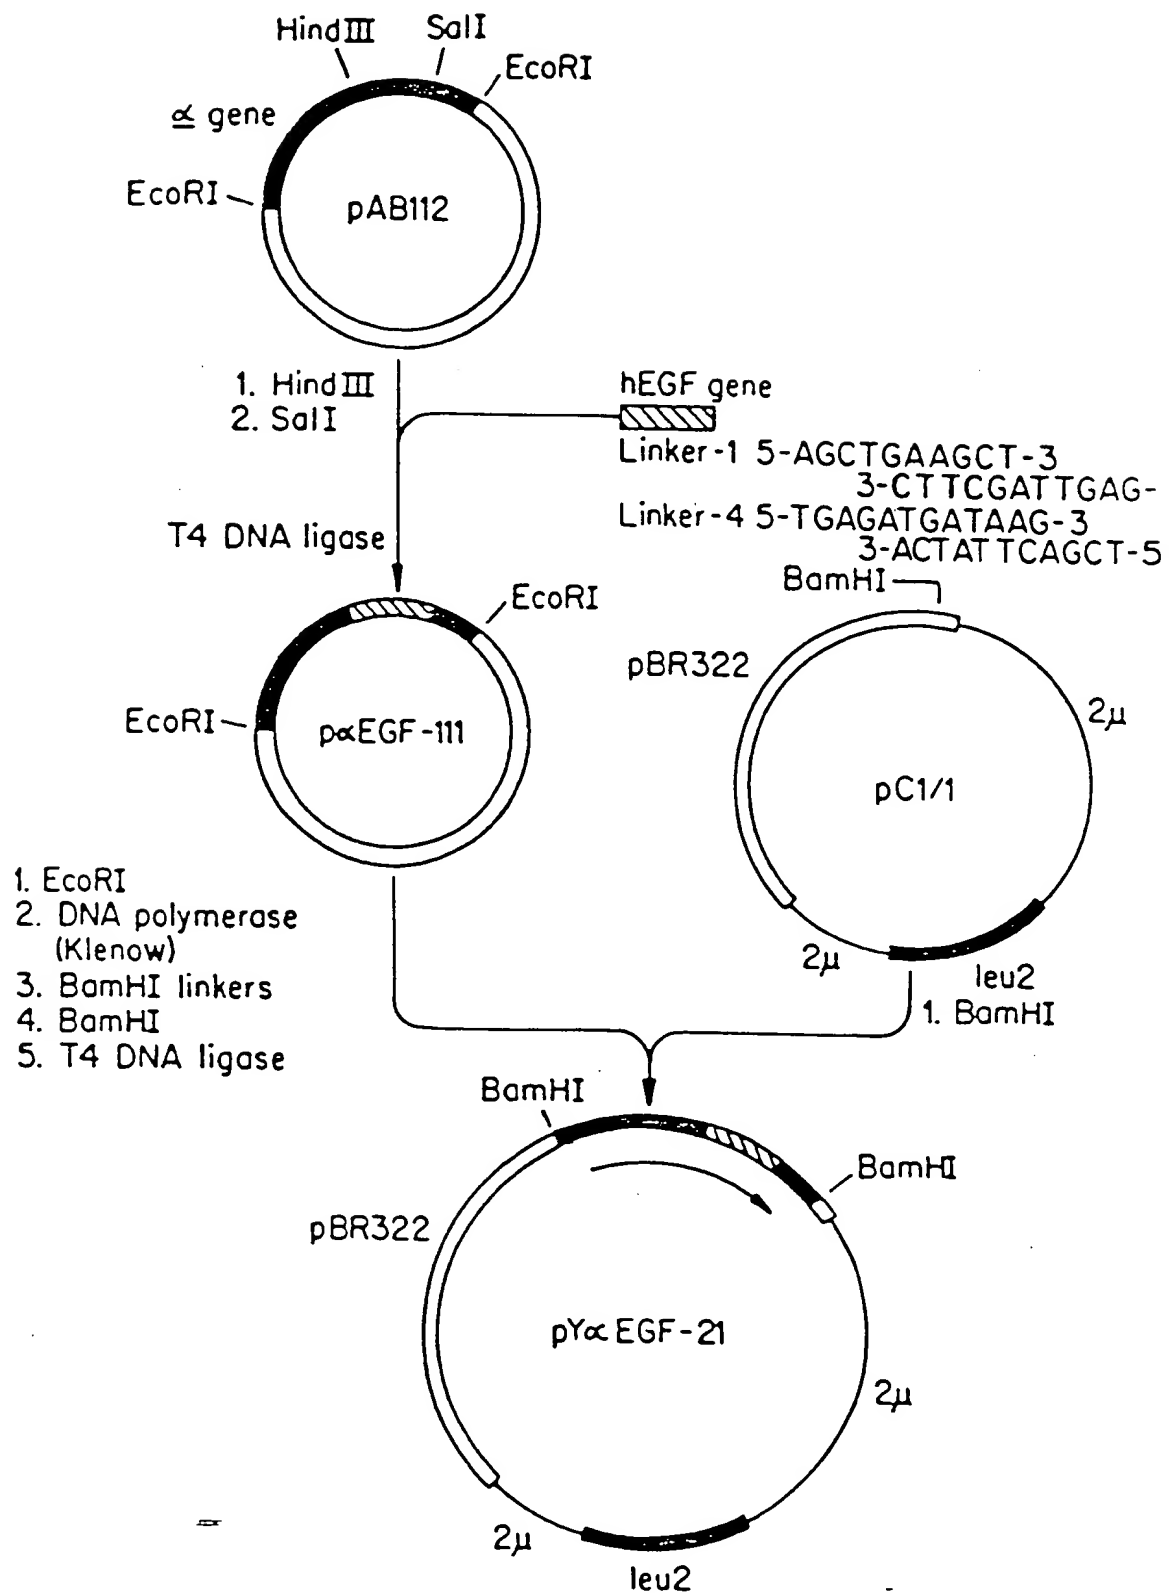 HindIII
SalI
EcoRI
α gene
EcoRI
pAB112
1. HindIII
2. SalI
hEGF gene
Linker-1 5-AGCTGAAGCT-3
3-CTTCGATTGAG-
Linker-4 5-TGAGATGATAAG-3
3-ACTATTCAGCT-5
T4 DNA ligase
BamHI
EcoRI
pBR322
2μ
EcoRI
pαEGF-111
pC1/1
1. EcoRI
2. DNA polymerase
(Klenow)
3. BamHI linkers
4. BamHI
5. T4 DNA ligase
2μ
leu2
1. BamHI
BamHI
BamHI
pBR322
pYαEGF-21
2μ
2μ
leu2